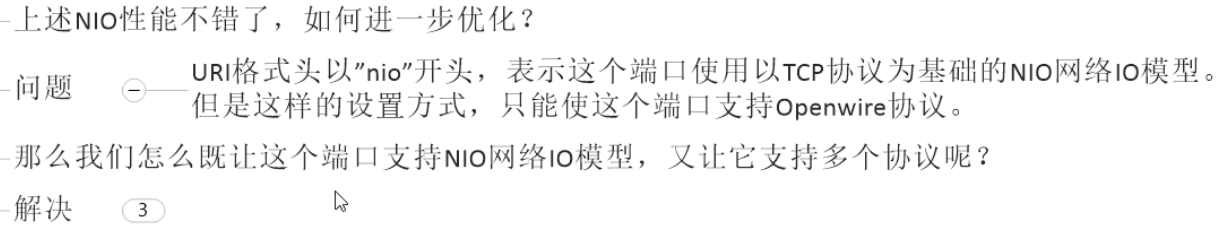 上述NIO性能不错了，如何进一步优化？
问题
URI格式头以”nio”开头，表示这个端口使用以TCP协议为基础的NIO网络IO模型。
但是这样的设置方式，只能使这个端口支持Openwire协议。
那么我们怎么既让这个端口支持NIO网络IO模型，又让它支持多个协议呢？
解决 3